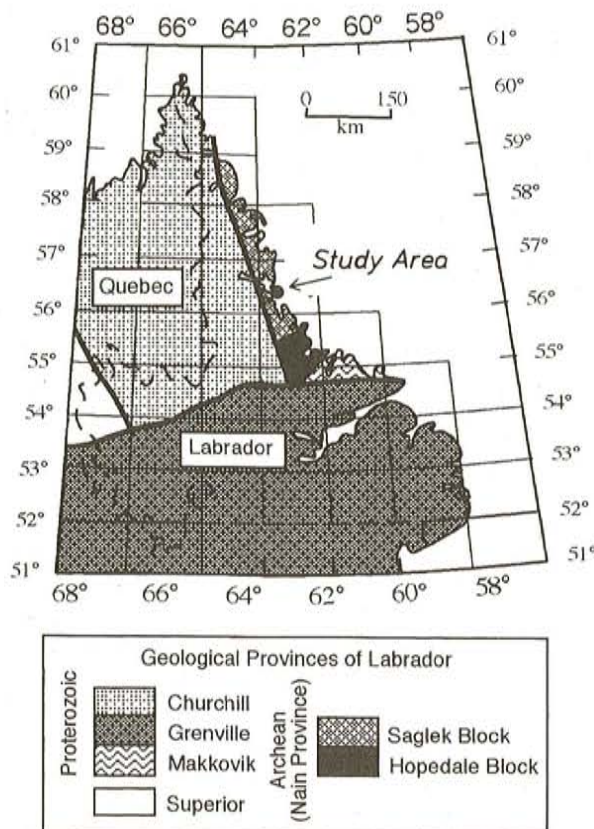 68° 66° 64° 62° 60° 58°
61° 61°
60° 60°
0 150
km
59° 59°
58° 58°
57° 57°
Study Area
Quebec
56° 56°
55° 55°
54° 54°
Labrador
53° 53°
52° 52°
51° 51°
68° 66° 64° 62° 60° 58°
Geological Provinces of Labrador
Proterozoic
Churchill
Grenville
Makkovik
Superior
Archean
(Nain Province)
Saglek Block
Hopedale Block